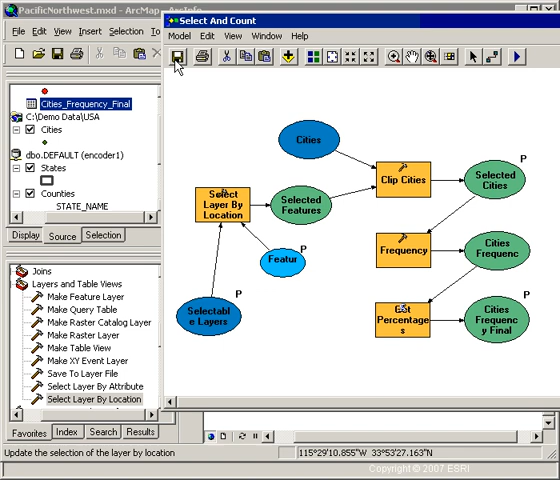 PacificNorthwest.mxd - ArcMap - ArcInfo
File Edit View Insert Selection
Select And Count
Model Edit View Window Help
Cities_Frequency_Final
C:\Demo Data\USA
Cities
dbo.DEFAULT (encoder1)
States
Counties
STATE_NAME
Display Source Selection
Joins
Layers and Table Views
Make Feature Layer
Make Query Table
Make Raster Catalog Layer
Make Raster Layer
Make Table View
Make XY Event Layer
Save To Layer File
Select Layer By Attribute
Select Layer By Location
Favorites Index Search Results
Cities
Clip Cities
P
Selected
Cities
Select
Layer By
Location
Selected
Features
Featur
P
Selectab
le Layers
P
Frequency
Cities
Frequenc
P
Percentage
s
Cities
Frequenc
y Final
P
Update the selection of the layer by location
115°29'10.855"W 33°53'27.163"N
Copyright © 2007 ESRI